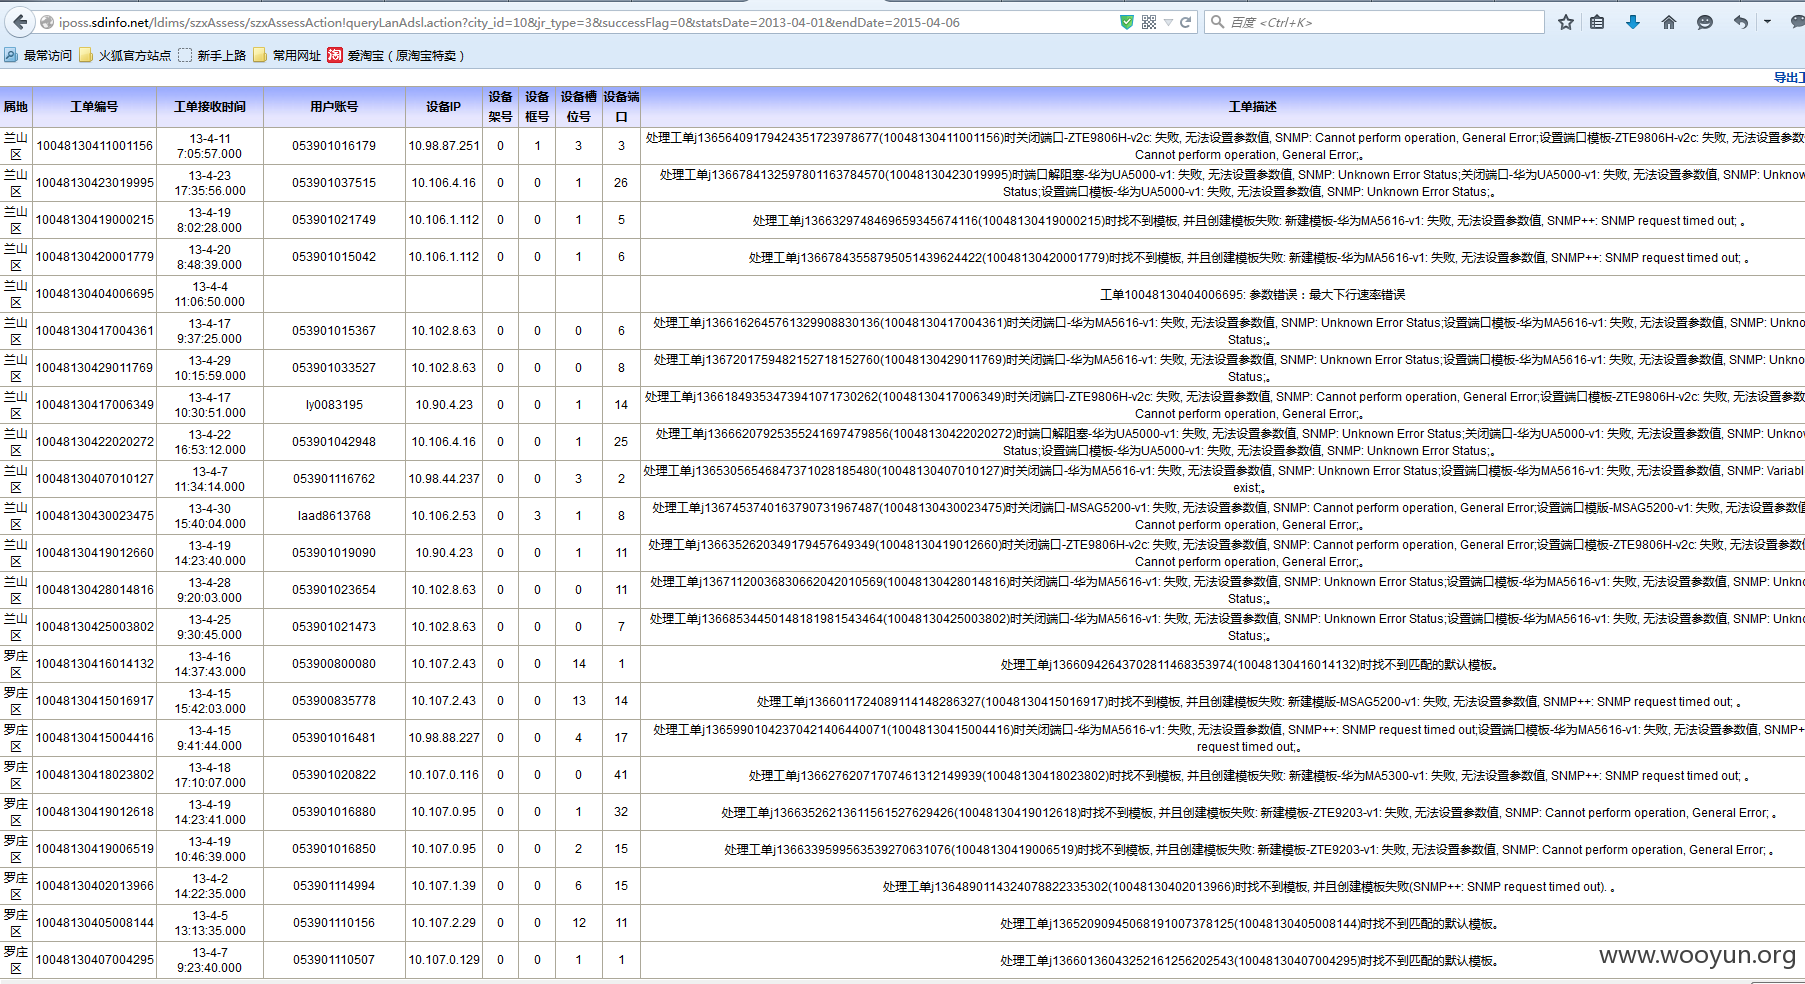 iposs.sdinfo.net/ldims/szxAssess/szxAssessAction!queryLanAdsl.action?city_id=10&jr_type=3&successFlag=0&statsDate=2013-04-01&endDate=2015-04-06
百度 <Ctrl+K>
最常访问 火狐官方站点 新手上路 常用网址 淘 爱淘宝（原淘宝特卖）
导出工
属地 工单编号 工单接收时间 用户账号 设备IP 设备架号 设备框号 设备槽位号 设备端口 工单描述
兰山区 10048130411001156 13-4-11 7:05:57.000 053901016179 10.98.87.251 0 1 3 3 处理工单j13656409179424351723978677(10048130411001156)时关闭端口-ZTE9806H-v2c: 失败, 无法设置参数值, SNMP: Cannot perform operation, General Error;设置端口模板-ZTE9806H-v2c: 失败, 无法设置参数
Cannot perform operation, General Error;。
兰山区 10048130423019995 13-4-23 17:35:56.000 053901037515 10.106.4.16 0 0 1 26 处理工单j1366784132597801163784570(10048130423019995)时端口解阻塞-华为UA5000-v1: 失败, 无法设置参数值, SNMP: Unknown Error Status;关闭端口-华为UA5000-v1: 失败, 无法设置参数值, SNMP: Unknow
Status;设置端口模板-华为UA5000-v1: 失败, 无法设置参数值, SNMP: Unknown Error Status;。
兰山区 10048130419000215 13-4-19 8:02:28.000 053901021749 10.106.1.112 0 0 1 5 处理工单j1366329748469659345674116(10048130419000215)时找不到模板, 并且创建模板失败: 新建模板-华为MA5616-v1: 失败, 无法设置参数值, SNMP++: SNMP request timed out; 。
兰山区 10048130420001779 13-4-20 8:48:39.000 053901015042 10.106.1.112 0 0 1 6 处理工单j13667843558795051439624422(10048130420001779)时找不到模板, 并且创建模板失败: 新建模板-华为MA5616-v1: 失败, 无法设置参数值, SNMP++: SNMP request timed out; 。
兰山区 10048130404006695 13-4-4 11:06:50.000 工单10048130404006695: 参数错误：最大下行速率错误
兰山区 10048130417004361 13-4-17 9:37:25.000 053901015367 10.102.8.63 0 0 0 6 处理工单j1366162645761329908830136(10048130417004361)时关闭端口-华为MA5616-v1: 失败, 无法设置参数值, SNMP: Unknown Error Status;设置端口模板-华为MA5616-v1: 失败, 无法设置参数值, SNMP: Unkno
Status;。
兰山区 10048130429011769 13-4-29 10:15:59.000 053901033527 10.102.8.63 0 0 0 8 处理工单j1367201759482152718152760(10048130429011769)时关闭端口-华为MA5616-v1: 失败, 无法设置参数值, SNMP: Unknown Error Status;设置端口模板-华为MA5616-v1: 失败, 无法设置参数值, SNMP: Unkno
Status;。
兰山区 10048130417006349 13-4-17 10:30:51.000 ly0083195 10.90.4.23 0 0 1 14 处理工单j13661849353473941071730262(10048130417006349)时关闭端口-ZTE9806H-v2c: 失败, 无法设置参数值, SNMP: Cannot perform operation, General Error;设置端口模板-ZTE9806H-v2c: 失败, 无法设置参数
Cannot perform operation, General Error;。
兰山区 10048130422020272 13-4-22 16:53:12.000 053901042948 10.106.4.16 0 0 1 25 处理工单j13666207925355241697479856(10048130422020272)时端口解阻塞-华为UA5000-v1: 失败, 无法设置参数值, SNMP: Unknown Error Status;关闭端口-华为UA5000-v1: 失败, 无法设置参数值, SNMP: Unknow
Status;设置端口模板-华为UA5000-v1: 失败, 无法设置参数值, SNMP: Unknown Error Status;。
兰山区 10048130407010127 13-4-7 11:34:14.000 053901116762 10.98.44.237 0 0 3 2 处理工单j13653056546847371028185480(10048130407010127)时关闭端口-华为MA5616-v1: 失败, 无法设置参数值, SNMP: Unknown Error Status;设置端口模板-华为MA5616-v1: 失败, 无法设置参数值, SNMP: Variabl
exist;。
兰山区 10048130430023475 13-4-30 15:40:04.000 laad8613768 10.106.2.53 0 3 1 8 处理工单j1367453740163790731967487(10048130430023475)时关闭端口-MSAG5200-v1: 失败, 无法设置参数值, SNMP: Cannot perform operation, General Error;设置端口模版-MSAG5200-v1: 失败, 无法设置参数值
Cannot perform operation, General Error;。
兰山区 10048130419012660 13-4-19 14:23:40.000 053901019090 10.90.4.23 0 0 1 11 处理工单j1366352620349179457649349(10048130419012660)时关闭端口-ZTE9806H-v2c: 失败, 无法设置参数值, SNMP: Cannot perform operation, General Error;设置端口模板-ZTE9806H-v2c: 失败, 无法设置参数
Cannot perform operation, General Error;。
兰山区 10048130428014816 13-4-28 9:20:03.000 053901023654 10.102.8.63 0 0 0 11 处理工单j13671120036830662042010569(10048130428014816)时关闭端口-华为MA5616-v1: 失败, 无法设置参数值, SNMP: Unknown Error Status;设置端口模板-华为MA5616-v1: 失败, 无法设置参数值, SNMP: Unkno
Status;。
兰山区 10048130425003802 13-4-25 9:30:45.000 053901021473 10.102.8.63 0 0 0 7 处理工单j13668534450148181981543464(10048130425003802)时关闭端口-华为MA5616-v1: 失败, 无法设置参数值, SNMP: Unknown Error Status;设置端口模板-华为MA5616-v1: 失败, 无法设置参数值, SNMP: Unkno
Status;。
罗庄区 10048130416014132 13-4-16 14:37:43.000 053900800080 10.107.2.43 0 0 14 1 处理工单j13660942643702811468353974(10048130416014132)时找不到匹配的默认模板。
罗庄区 10048130415016917 13-4-15 15:42:03.000 053900835778 10.107.2.43 0 0 13 14 处理工单j13660117240891141482​86327(10048130415016917)时找不到模板, 并且创建模板失败: 新建模版-MSAG5200-v1: 失败, 无法设置参数值, SNMP++: SNMP request timed out; 。
罗庄区 10048130415004416 13-4-15 9:41:44.000 053901016481 10.98.88.227 0 0 4 17 处理工单j13659901042370421406440071(10048130415004416)时关闭端口-华为MA5616-v1: 失败, 无法设置参数值, SNMP++: SNMP request timed out;设置端口模板-华为MA5616-v1: 失败, 无法设置参数值, SNMP+
request timed out;。
罗庄区 10048130418023802 13-4-18 17:10:07.000 053901020822 10.107.0.116 0 0 0 41 处理工单j13662762071707461312149939(10048130418023802)时找不到模板, 并且创建模板失败: 新建模板-华为MA5300-v1: 失败, 无法设置参数值, SNMP++: SNMP request timed out; 。
罗庄区 10048130419012618 13-4-19 14:23:41.000 053901016880 10.107.0.95 0 0 1 32 处理工单j13663526213611561527629426(10048130419012618)时找不到模板, 并且创建模板失败: 新建模板-ZTE9203-v1: 失败, 无法设置参数值, SNMP: Cannot perform operation, General Error; 。
罗庄区 10048130419006519 13-4-19 10:46:39.000 053901016850 10.107.0.95 0 0 2 15 处理工单j1366339599563539270631076(10048130419006519)时找不到模板, 并且创建模板失败: 新建模板-ZTE9203-v1: 失败, 无法设置参数值, SNMP: Cannot perform operation, General Error; 。
罗庄区 10048130402013966 13-4-2 14:22:35.000 053901114994 10.107.1.39 0 0 6 15 处理工单j1364890114324078822335302(10048130402013966)时找不到模板, 并且创建模板失败(SNMP++: SNMP request timed out). 。
罗庄区 10048130405008144 13-4-5 13:13:35.000 053901110156 10.107.2.29 0 0 12 11 处理工单j13652090945068191007378125(10048130405008144)时找不到匹配的默认模板。
罗庄区 10048130407004295 13-4-7 9:23:40.000 053901110507 10.107.0.129 0 0 1 1 处理工单j13660136043252161256202543(10048130407004295)时找不到匹配的默认模板。
www.wooyun.org